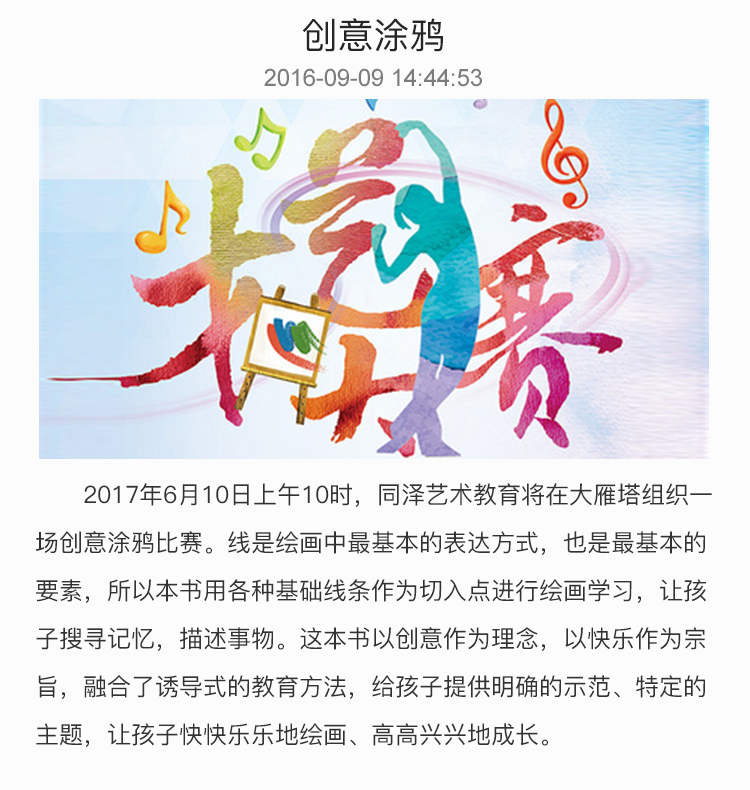 创意涂鸦
2016-09-09 14:44:53
才艺大赛
2017年6月10日上午10时，同泽艺术教育将在大雁塔组织一
场创意涂鸦比赛。线是绘画中最基本的表达方式，也是最基本的
要素，所以本书用各种基础线条作为切入点进行绘画学习，让孩
子搜寻记忆，描述事物。这本书以创意作为理念，以快乐作为宗
旨，融合了诱导式的教育方法，给孩子提供明确的示范、特定的
主题，让孩子快快乐乐地绘画、高高兴兴地成长。